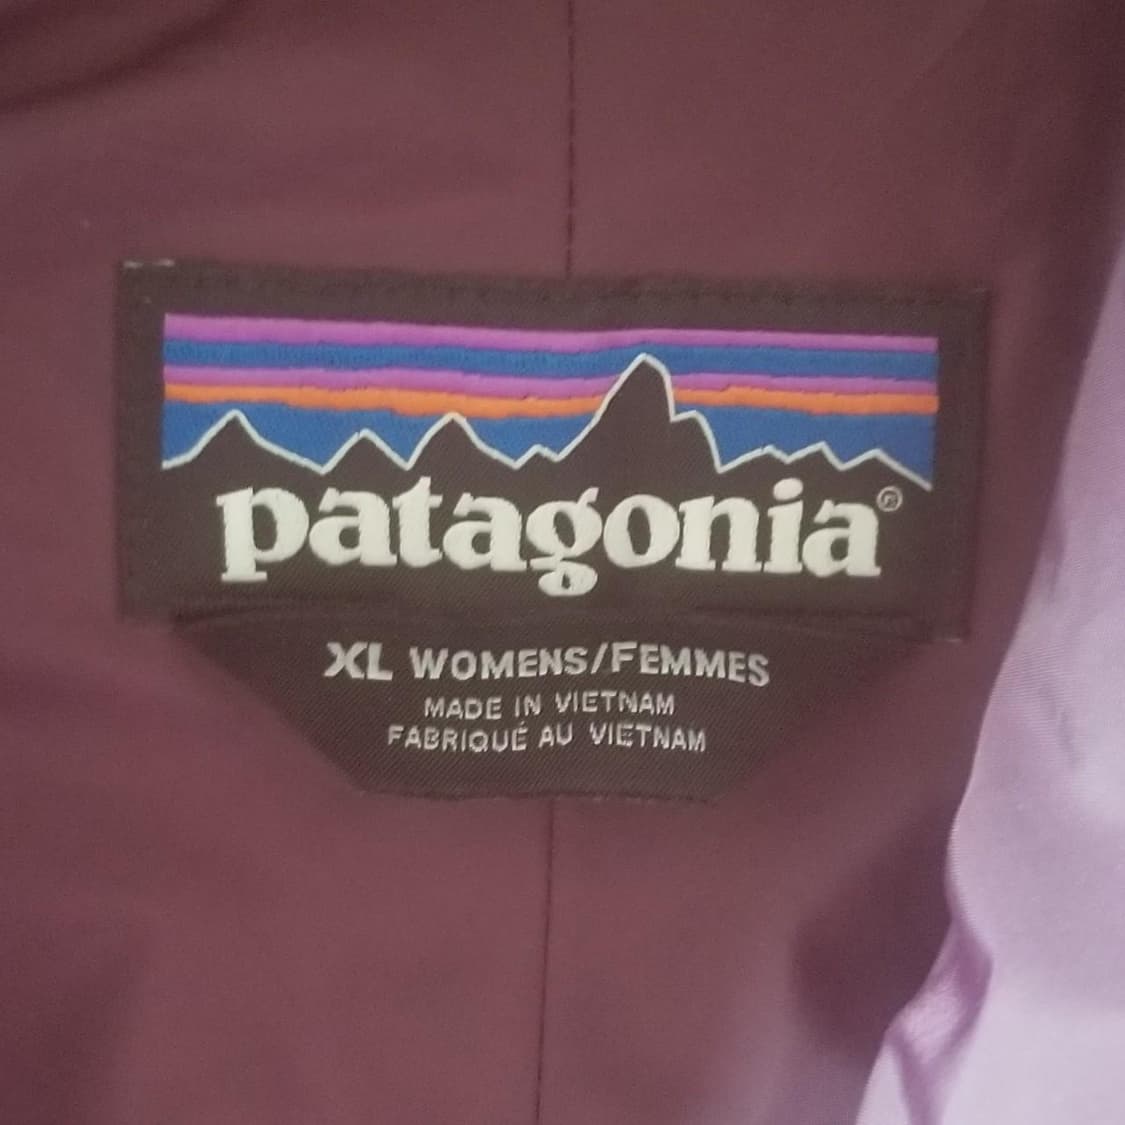 patagonia®
XL WOMENS/FEMMES
MADE IN VIETNAM
FABRIQUÉ AU VIETNAM